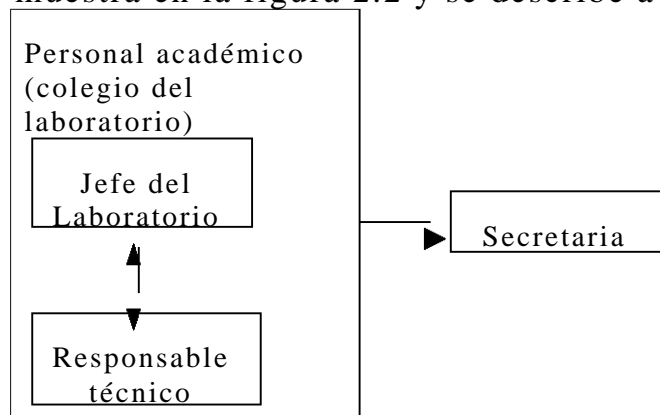 muestra en la figura 2.2 y se describe a
Personal académico
(colegio del
laboratorio)
Jefe del
Laboratorio
Secretaria
Responsable
técnico